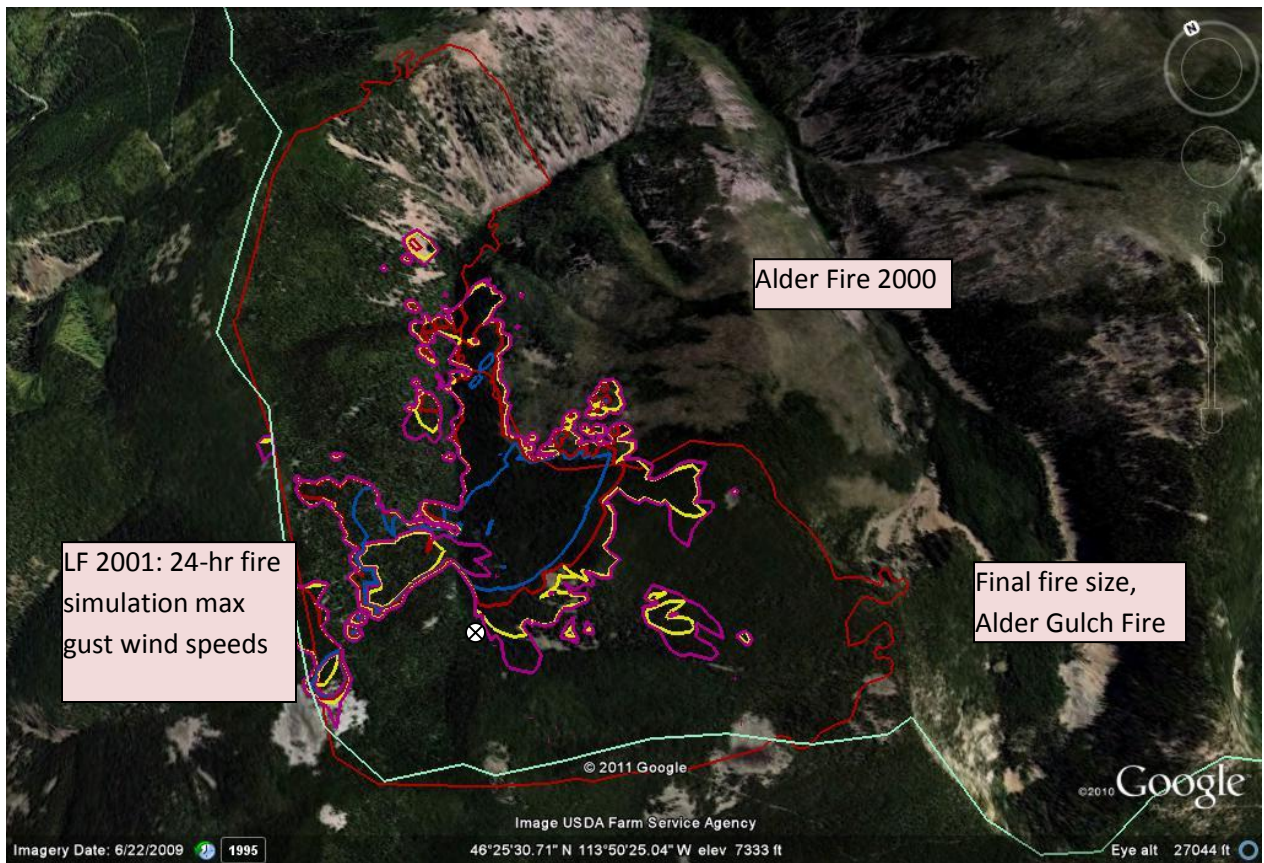 N
Alder Fire 2000
LF 2001: 24-hr fire
simulation max
gust wind speeds
Final fire size,
Alder Gulch Fire
© 2011 Google
©2010 Google
Image USDA Farm Service Agency
Imagery Date: 6/22/2009 1995 46°25'30.71" N 113°50'25.04" W elev 7333 ft Eye alt 27044 ft